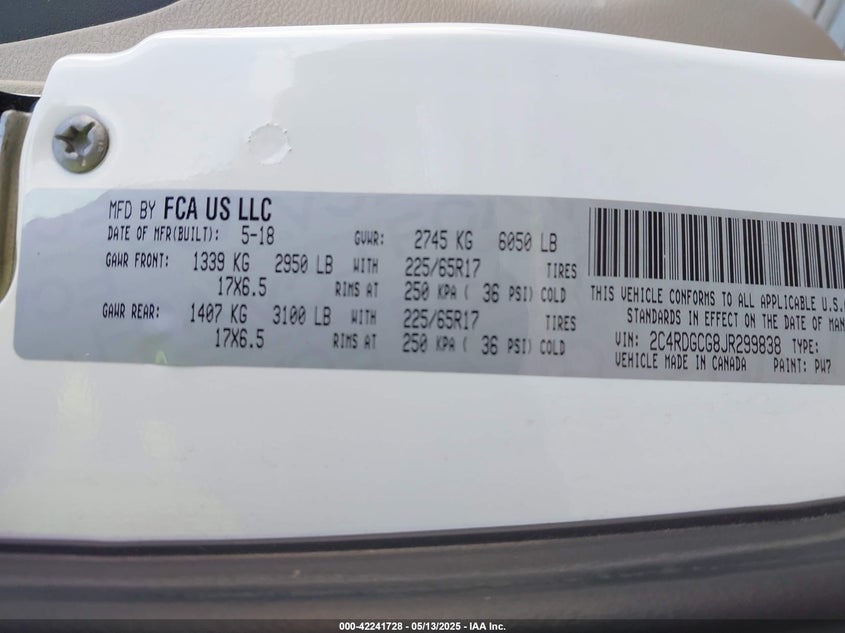 MFD BY FCA US LLC
DATE OF MFR(BUILT): 5-18 GVWR: 2745 KG 6050 LB
GAWR FRONT: 1339 KG 2950 LB WITH 225/65R17 TIRES
17X6.5 RIMS AT 250 KPA ( 36 PSI) COLD
GAWR REAR: 1407 KG 3100 LB WITH 225/65R17 TIRES
17X6.5 RIMS AT 250 KPA ( 36 PSI) COLD
THIS VEHICLE CONFORMS TO ALL APPLICABLE U.S.
STANDARDS IN EFFECT ON THE DATE OF MAN
VIN: 2C4RDGCG8JR299838 TYPE:
VEHICLE MADE IN CANADA PAINT: PW7
000-42241728 - 05/13/2025 - IAA Inc.